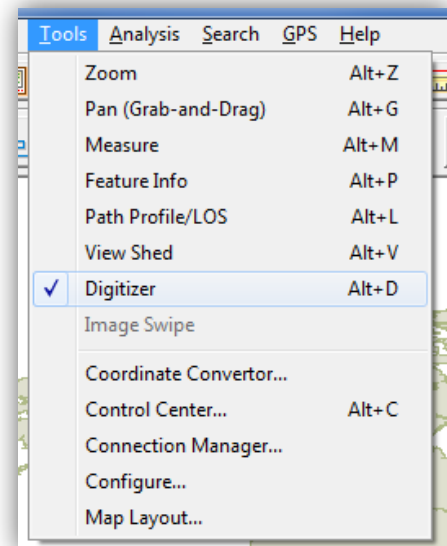 Tools Analysis Search GPS Help
Zoom Alt+Z
Pan (Grab-and-Drag) Alt+G
Measure Alt+M
Feature Info Alt+P
Path Profile/LOS Alt+L
View Shed Alt+V
Digitizer Alt+D
Image Swipe
Coordinate Convertor...
Control Center... Alt+C
Connection Manager...
Configure...
Map Layout...